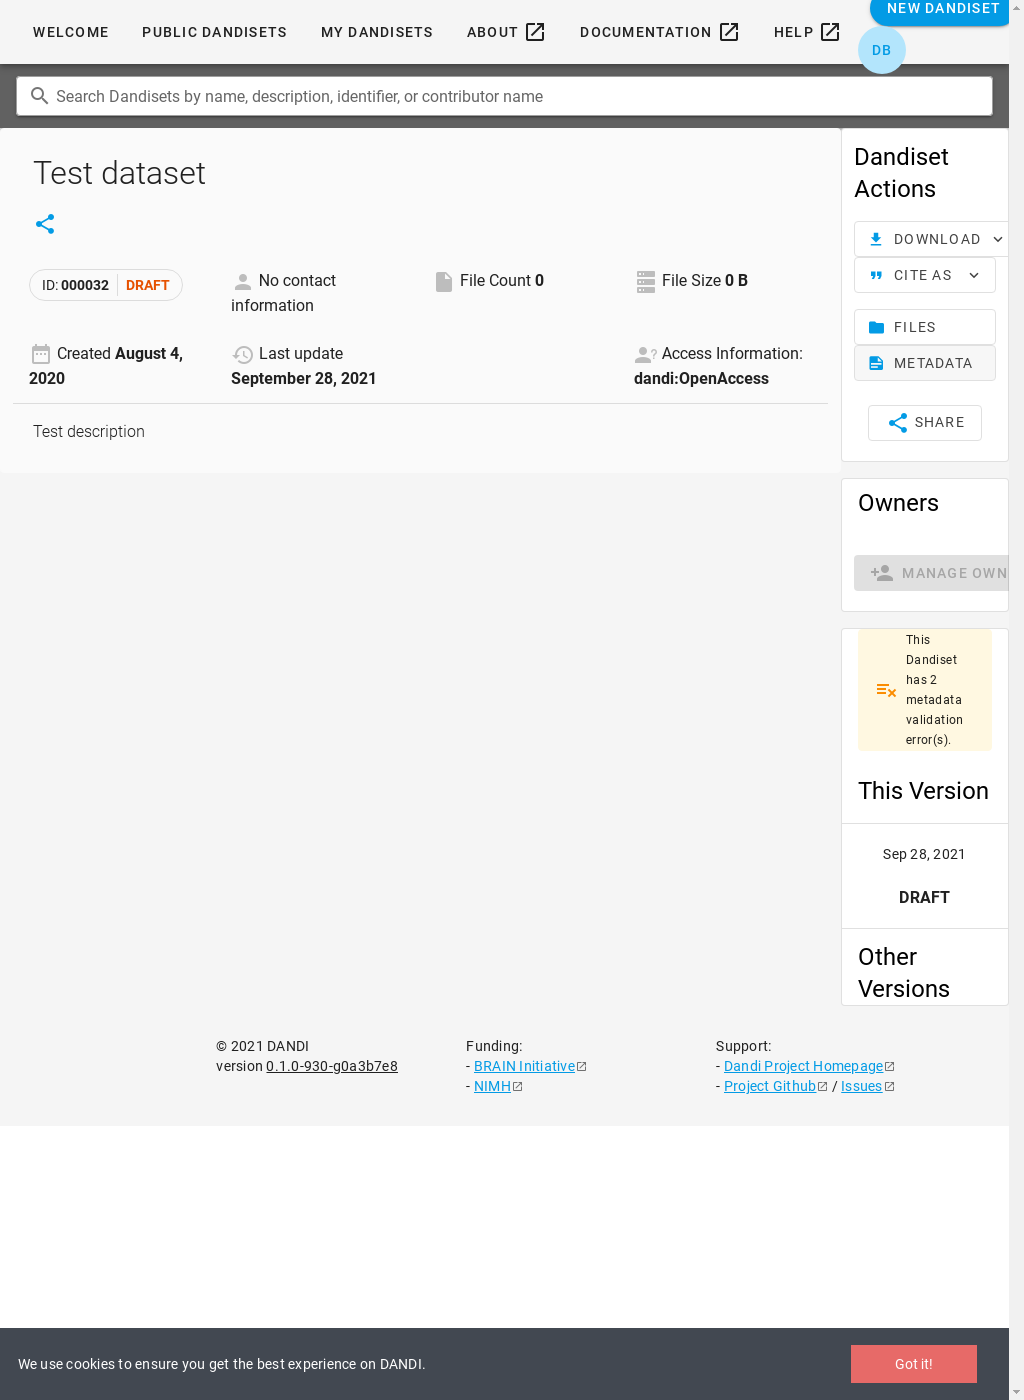 NEW DANDISET
WELCOME PUBLIC DANDISETS MY DANDISETS ABOUT DOCUMENTATION HELP
DB
Search Dandisets by name, description, identifier, or contributor name
Test dataset
ID: 000032 DRAFT
No contact
information
File Count 0
File Size 0 B
Created August 4,
2020
Last update
September 28, 2021
Access Information:
dandi:OpenAccess
Test description
Dandiset
Actions
DOWNLOAD
CITE AS
FILES
METADATA
SHARE
Owners
MANAGE OWN
This
Dandiset
has 2
metadata
validation
error(s).
This Version
Sep 28, 2021
DRAFT
Other
Versions
© 2021 DANDI
version 0.1.0-930-g0a3b7e8
Funding:
- BRAIN Initiative
- NIMH
Support:
- Dandi Project Homepage
- Project Github / Issues
We use cookies to ensure you get the best experience on DANDI.
Got it!